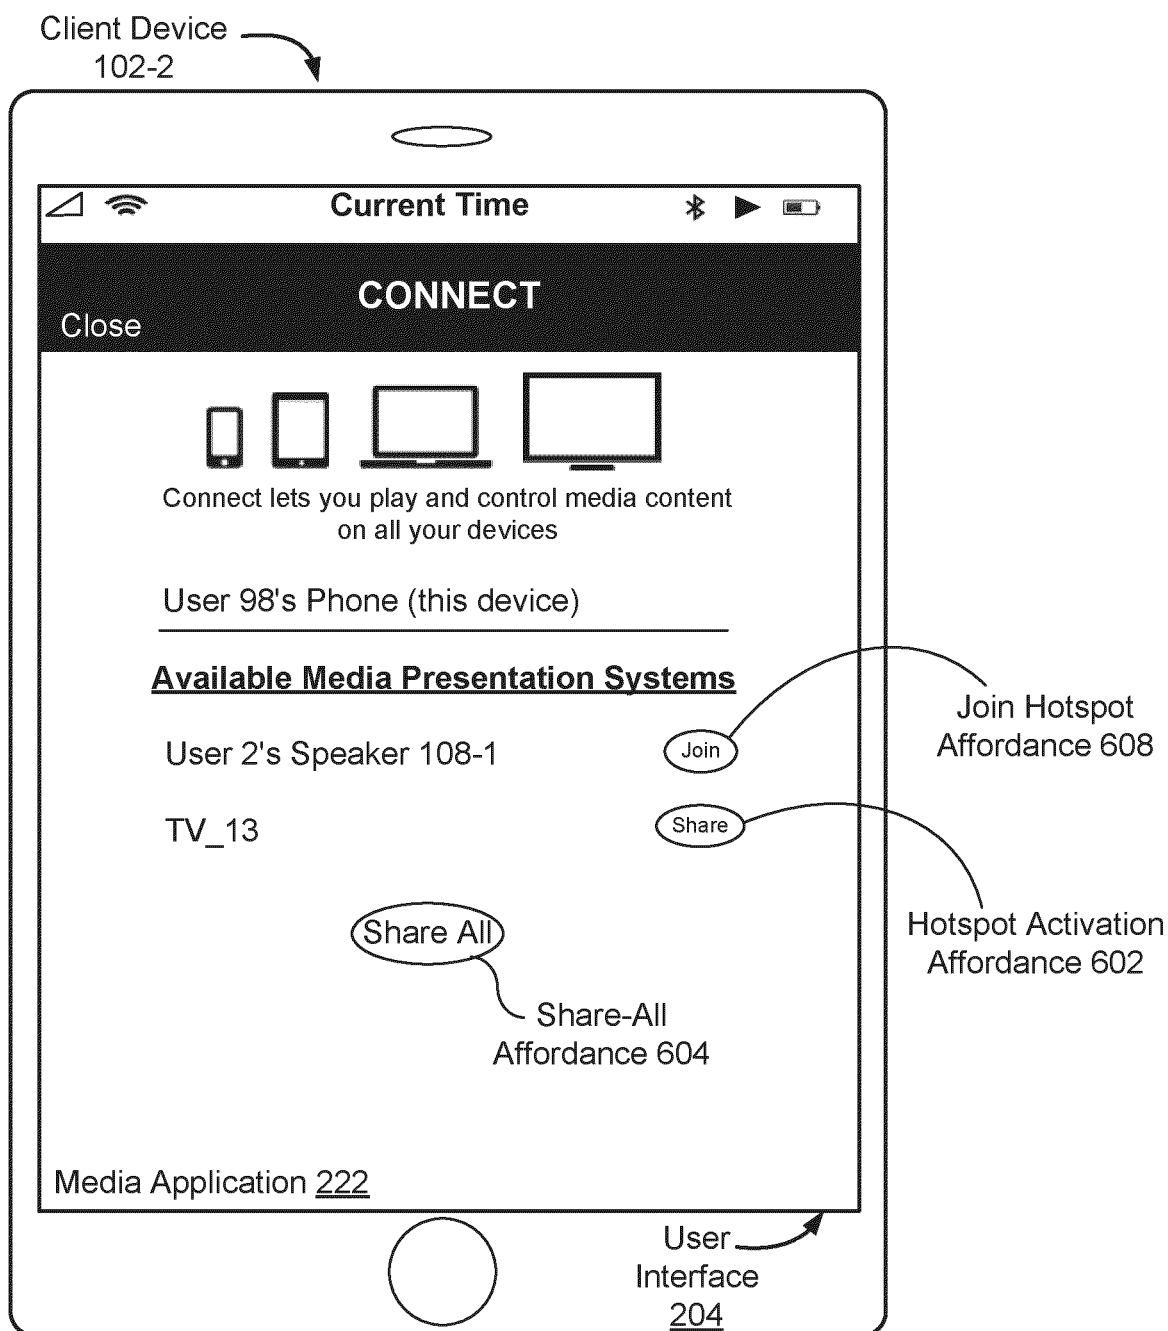 Client Device
102-2
Current Time
CONNECT
Close
Connect lets you play and control media content
on all your devices
User 98's Phone (this device)
Available Media Presentation Systems
User 2's Speaker 108-1
Join
Join Hotspot
Affordance 608
TV_13
Share
Hotspot Activation
Affordance 602
Share All
Share-All
Affordance 604
Media Application 222
User
Interface
204